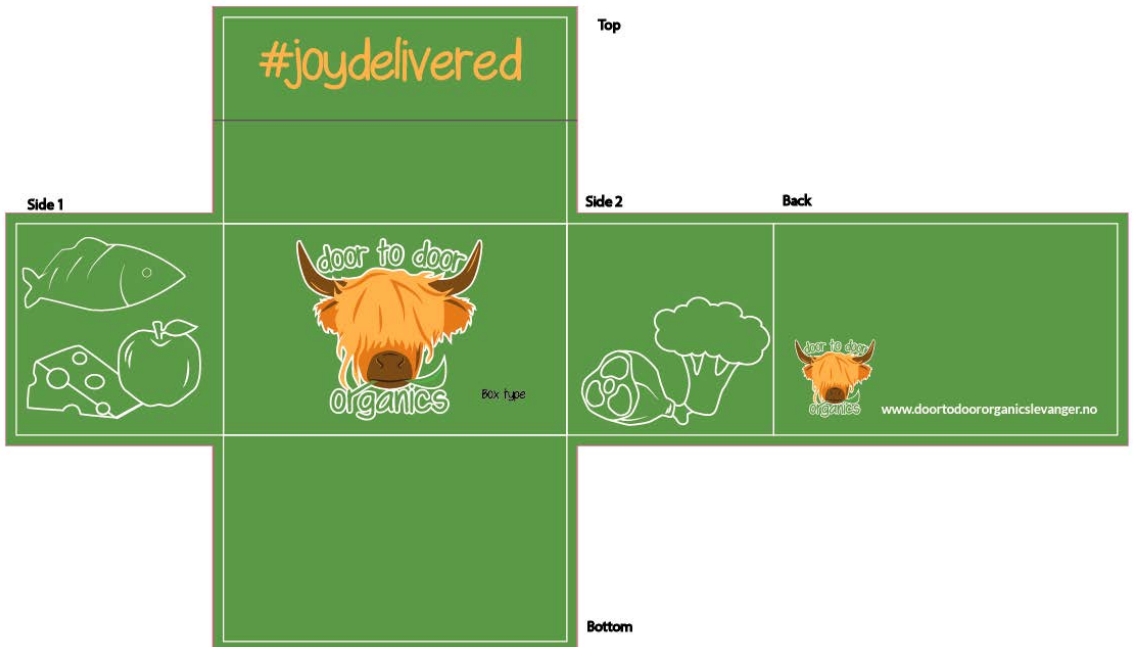 Top
#joydelivered
Side 1
Side 2
Back
door to door
organics
Box type
door to door
organics
www.doortodoororganicslevanger.no
Bottom